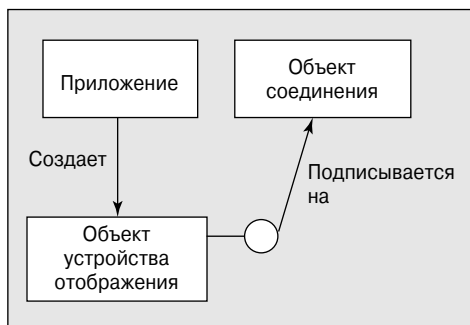 Приложение
Объект
соединения
Создает
Подписывается
на
Объект
устройства
отображения